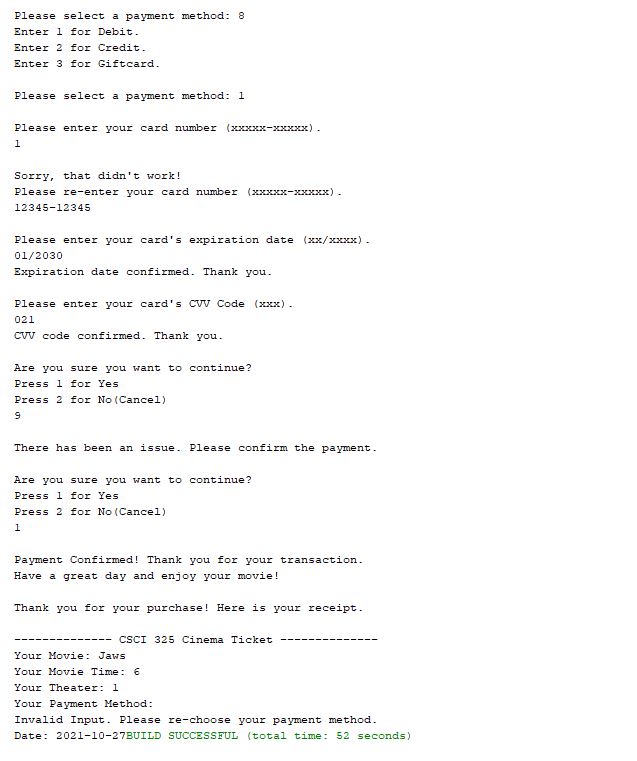 Please select a payment method: 8
Enter 1 for Debit.
Enter 2 for Credit.
Enter 3 for Giftcard.
Please select a payment method: 1
Please enter your card number (xxxxx-xxxxx).
1
Sorry, that didn't work!
Please re-enter your card number (xxxxx-xxxxx).
12345-12345
Please enter your card's expiration date (xx/xxxx).
01/2030
Expiration date confirmed. Thank you.
Please enter your card's CVV Code (xxx).
021
CVV code confirmed. Thank you.
Are you sure you want to continue?
Press 1 for Yes
Press 2 for No(Cancel)
9
There has been an issue. Please confirm the payment.
Are you sure you want to continue?
Press 1 for Yes
Press 2 for No(Cancel)
1
Payment Confirmed! Thank you for your transaction.
Have a great day and enjoy your movie!
Thank you for your purchase! Here is your receipt.
-------------- CSCI 325 Cinema Ticket --------------
Your Movie: Jaws
Your Movie Time: 6
Your Theater: 1
Your Payment Method:
Invalid Input. Please re-choose your payment method.
Date: 2021-10-27BUILD SUCCESSFUL (total time: 52 seconds)